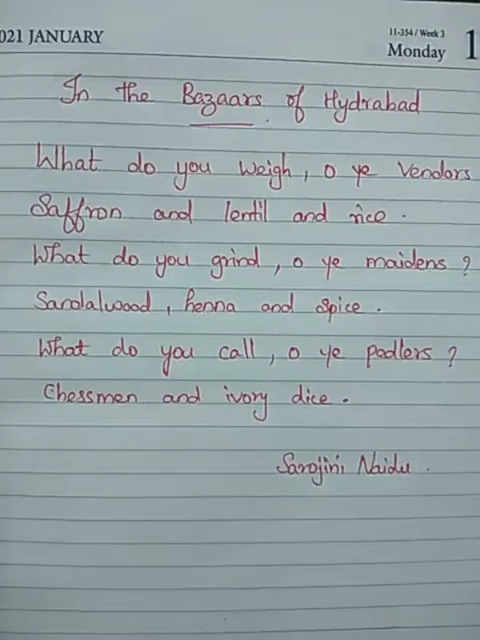 021 JANUARY
11-354 / Week 3
Monday 1
In the Bazaars of Hydrabad
What do you weigh, o ye Vendors
Saffron and lentil and rice.
What do you grind, o ye maidens?
Sandalwood, henna and spice.
What do you call, o ye padlers?
Chessmen and ivory dice.
Sarojini Naidu.